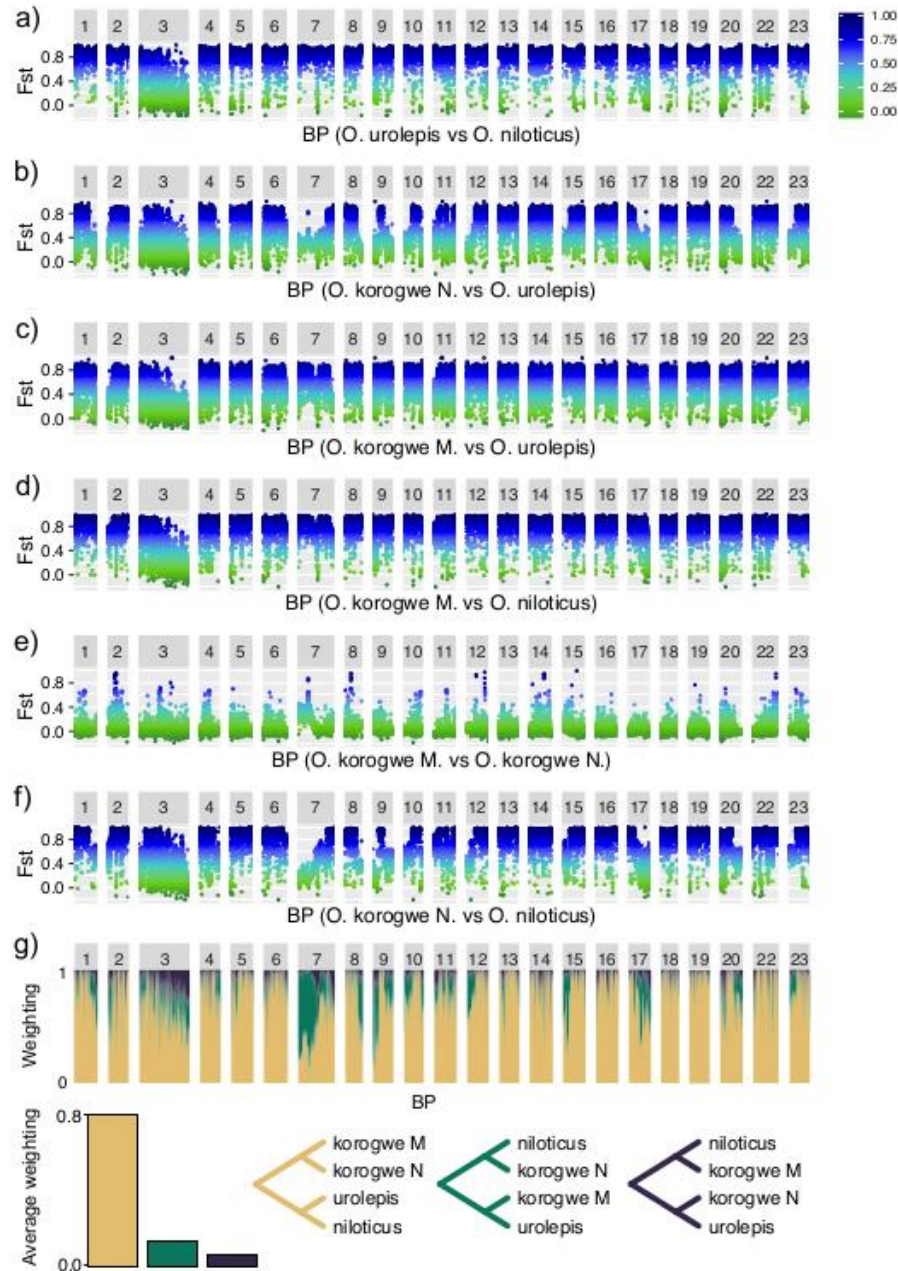 a)
1 2 3 4 5 6 7 8 9 10 11 12 13 14 15 16 17 18 19 20 22 23
1.00
0.75
0.50
0.25
0.00
Fst
0.8
0.4
0.0
BP (O. urolepis vs O. niloticus)
b)
1 2 3 4 5 6 7 8 9 10 11 12 13 14 15 16 17 18 19 20 22 23
Fst
0.8
0.4
0.0
BP (O. korogwe N. vs O. urolepis)
c)
1 2 3 4 5 6 7 8 9 10 11 12 13 14 15 16 17 18 19 20 22 23
Fst
0.8
0.4
0.0
BP (O. korogwe M. vs O. urolepis)
d)
1 2 3 4 5 6 7 8 9 10 11 12 13 14 15 16 17 18 19 20 22 23
Fst
0.8
0.4
0.0
BP (O. korogwe M. vs O. niloticus)
e)
1 2 3 4 5 6 7 8 9 10 11 12 13 14 15 16 17 18 19 20 22 23
Fst
0.8
0.4
0.0
BP (O. korogwe M. vs O. korogwe N.)
f)
1 2 3 4 5 6 7 8 9 10 11 12 13 14 15 16 17 18 19 20 22 23
Fst
0.8
0.4
0.0
BP (O. korogwe N. vs O. niloticus)
g)
1 2 3 4 5 6 7 8 9 10 11 12 13 14 15 16 17 18 19 20 22 23
Weighting
1
0
BP
Average weighting
0.8
0.0
korogwe M
korogwe N
urolepis
niloticus
niloticus
korogwe N
korogwe M
urolepis
niloticus
korogwe M
korogwe N
urolepis